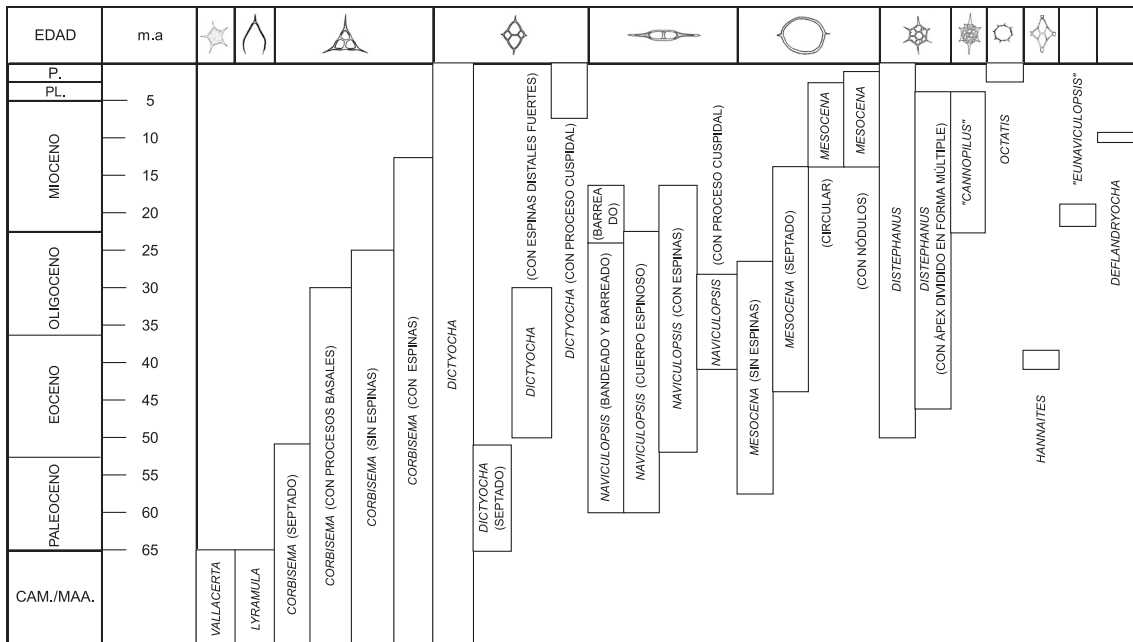 EDAD
m.a
P.
PL.
MIOCENO
OLIGOCENO
EOCENO
PALEOCENO
CAM./MAA.
5
10
15
20
25
30
35
40
45
50
55
60
65
VALLACERTA
LYRAMULA
CORBISEMA (SEPTADO)
CORBISEMA (CON PROCESOS BASALES)
CORBISEMA (SIN ESPINAS)
CORBISEMA (CON ESPINAS)
DICTYOCHA
DICTYOCHA
(SEPTADO)
DICTYOCHA
(CON ESPINAS DISTALES FUERTES)
DICTYOCHA (CON PROCESO CUSPIDAL)
(BARREA
DO)
NAVICULOPSIS (BANDEADO Y BARREADO)
NAVICULOPSIS (CUERPO ESPINOSO)
NAVICULOPSIS (CON ESPINAS)
NAVICULOPSIS
(CON PROCESO CUSPIDAL)
MESOCENA (SIN ESPINAS)
MESOCENA (SEPTADO)
MESOCENA
(CIRCULAR)
MESOCENA
(CON NÓDULOS)
DISTEPHANUS
DISTEPHANUS
(CON ÁPEX DIVIDIDO EN FORMA MÚLTIPLE)
"CANNOPILUS"
OCTATIS
HANNAITES
"EUNAVICULOPSIS"
DEFLANDRYOCHA